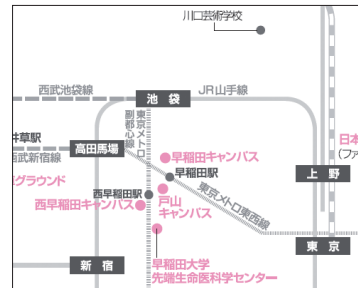 川口芸術学校
西武池袋線
JR山手線
池袋
東京メトロ
副都心線
井草駅
高田馬場
日本
(ファ
西武新宿線
早稲田キャンパス
早稲田駅
上野
グラウンド
西早稲田駅
戸山
キャンパス
東京メトロ東西線
西早稲田キャンパス
東京
早稲田大学
先端生命医科学センター
新宿